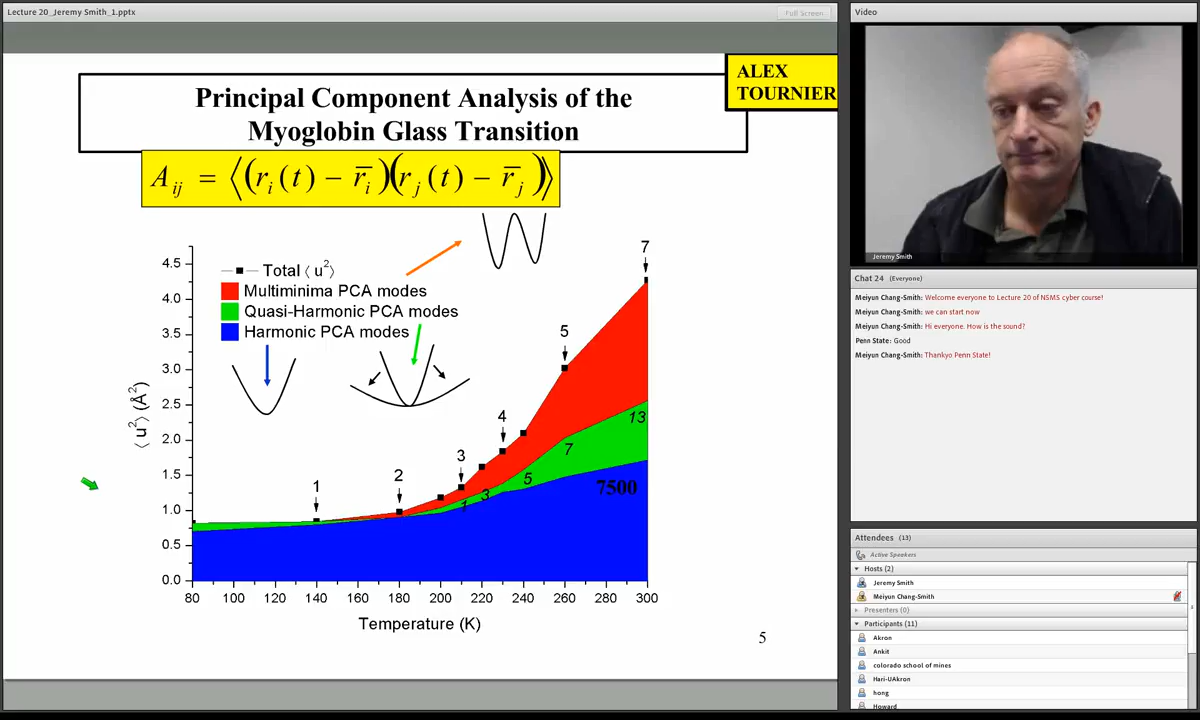 Lecture 20_Jeremy Smith_1.pptx
Full Screen
ALEX
TOURNIER
Principal Component Analysis of the
Myoglobin Glass Transition
A_ij = ⟨(r_i(t) − r̅_i)(r_j(t) − r̅_j)⟩
Total ⟨u²⟩
Multiminima PCA modes
Quasi-Harmonic PCA modes
Harmonic PCA modes
⟨u²⟩ (Å²)
4.5
4.0
3.5
3.0
2.5
2.0
1.5
1.0
0.5
0.0
1
2
3
4
5
7
1
3
5
7
13
7500
80 100 120 140 160 180 200 220 240 260 280 300
Temperature (K)
5
Video
Jeremy Smith
Chat 24 (Everyone)
Meiyun Chang-Smith: Welcome everyone to Lecture 20 of NSMS cyber course!
Meiyun Chang-Smith: we can start now
Meiyun Chang-Smith: Hi everyone. How is the sound?
Penn State: Good
Meiyun Chang-Smith: Thankyo Penn State!
Attendees (13)
Active Speakers
Hosts (2)
Jeremy Smith
Meiyun Chang-Smith
Presenters (0)
Participants (11)
Akron
Ankit
colorado school of mines
Hari-UAkron
hong
Howard